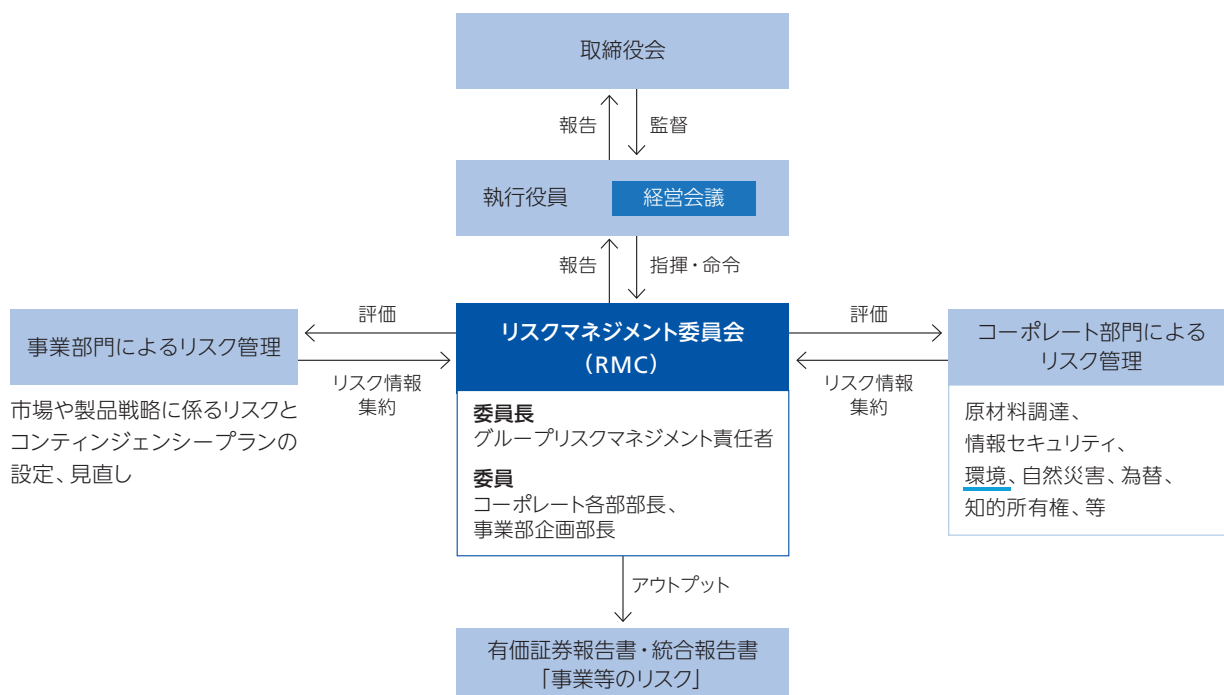 取締役会
報告
監督
執行役員
経営会議
報告
指揮・命令
評価
リスクマネジメント委員会
（RMC）
評価
事業部門によるリスク管理
コーポレート部門による
リスク管理
リスク情報
集約
リスク情報
集約
市場や製品戦略に係るリスクと
コンティンジェンシープランの
設定、見直し
委員長
グループリスクマネジメント責任者
委員
コーポレート各部部長、
事業部企画部長
原材料調達、
情報セキュリティ、
環境、自然災害、為替、
知的所有権、等
アウトプット
有価証券報告書・統合報告書
「事業等のリスク」